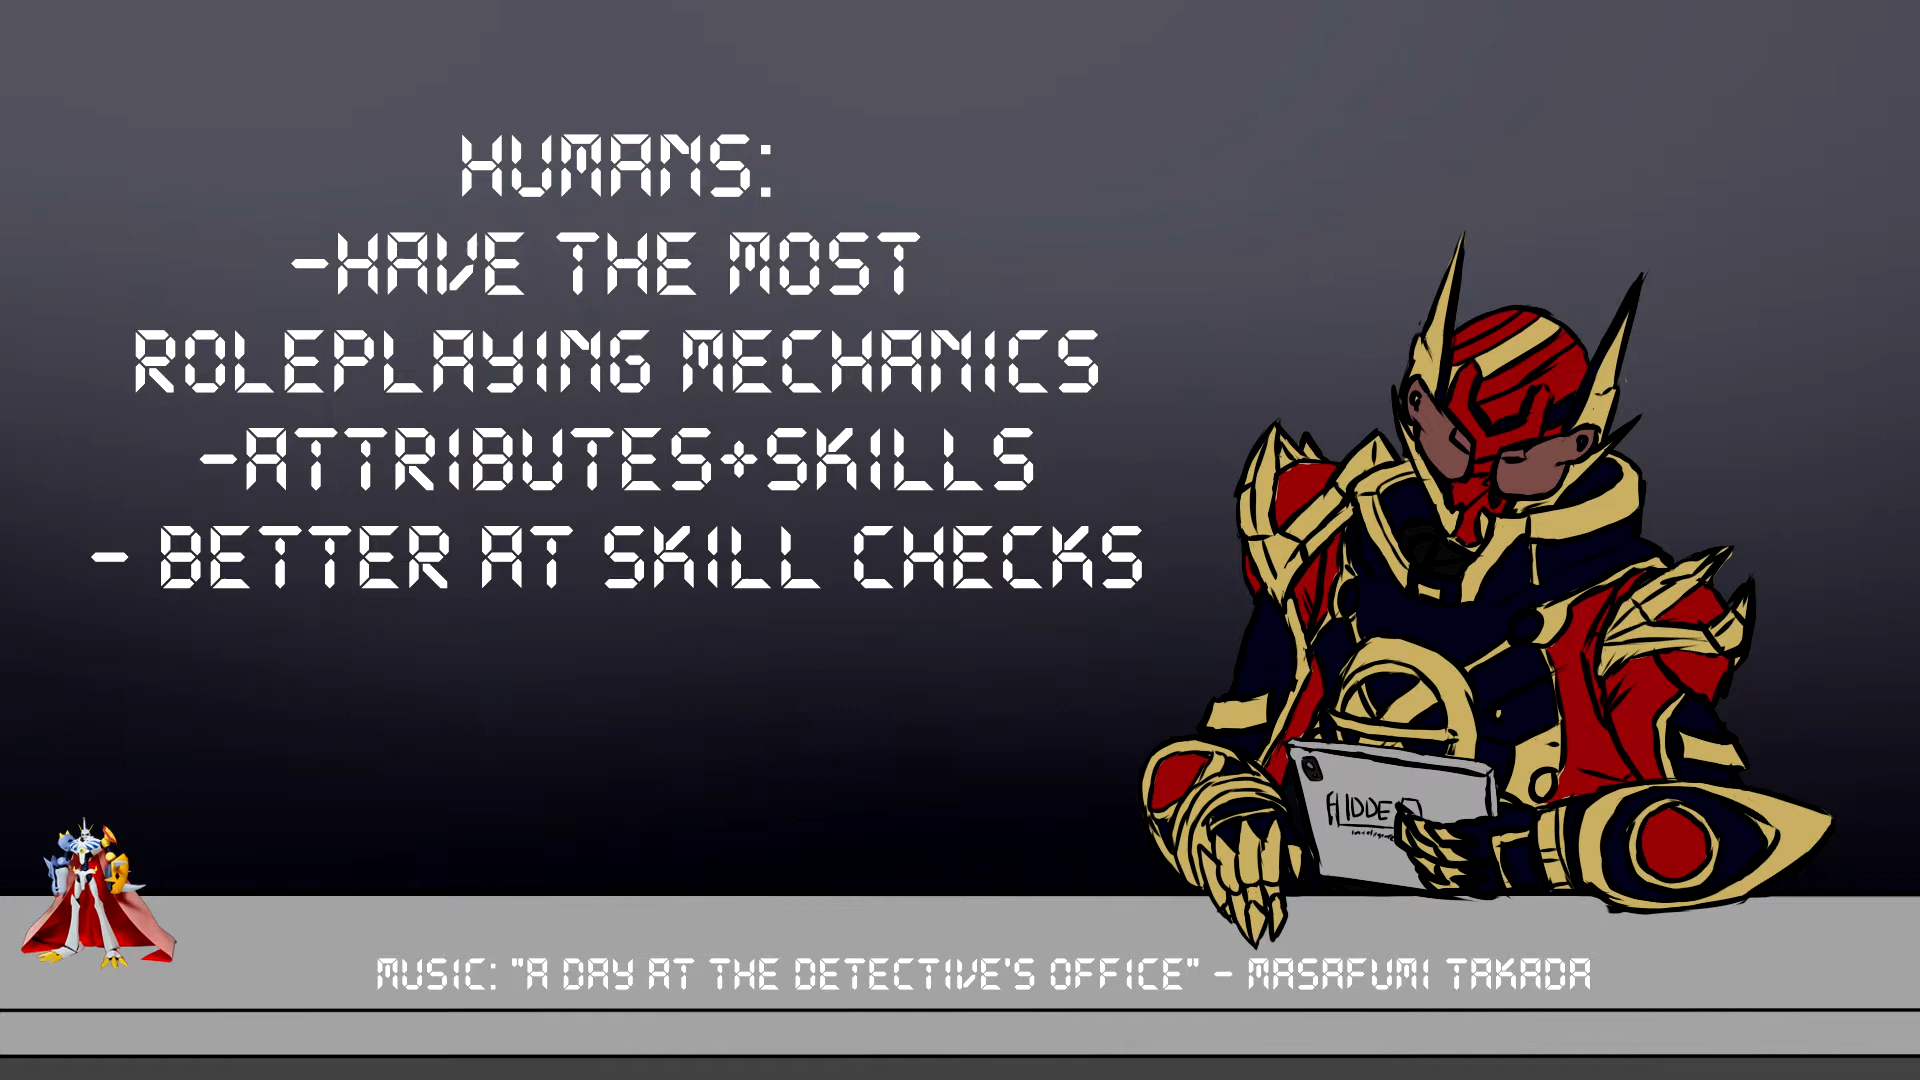 HUMANS:
-HAVE THE MOST
ROLEPLAYING MECHANICS
-ATTRIBUTES+SKILLS
- BETTER AT SKILL CHECKS
HIDDE
MUSIC: "A DAY AT THE DETECTIVE'S OFFICE" - MASAFUMI TAKADA